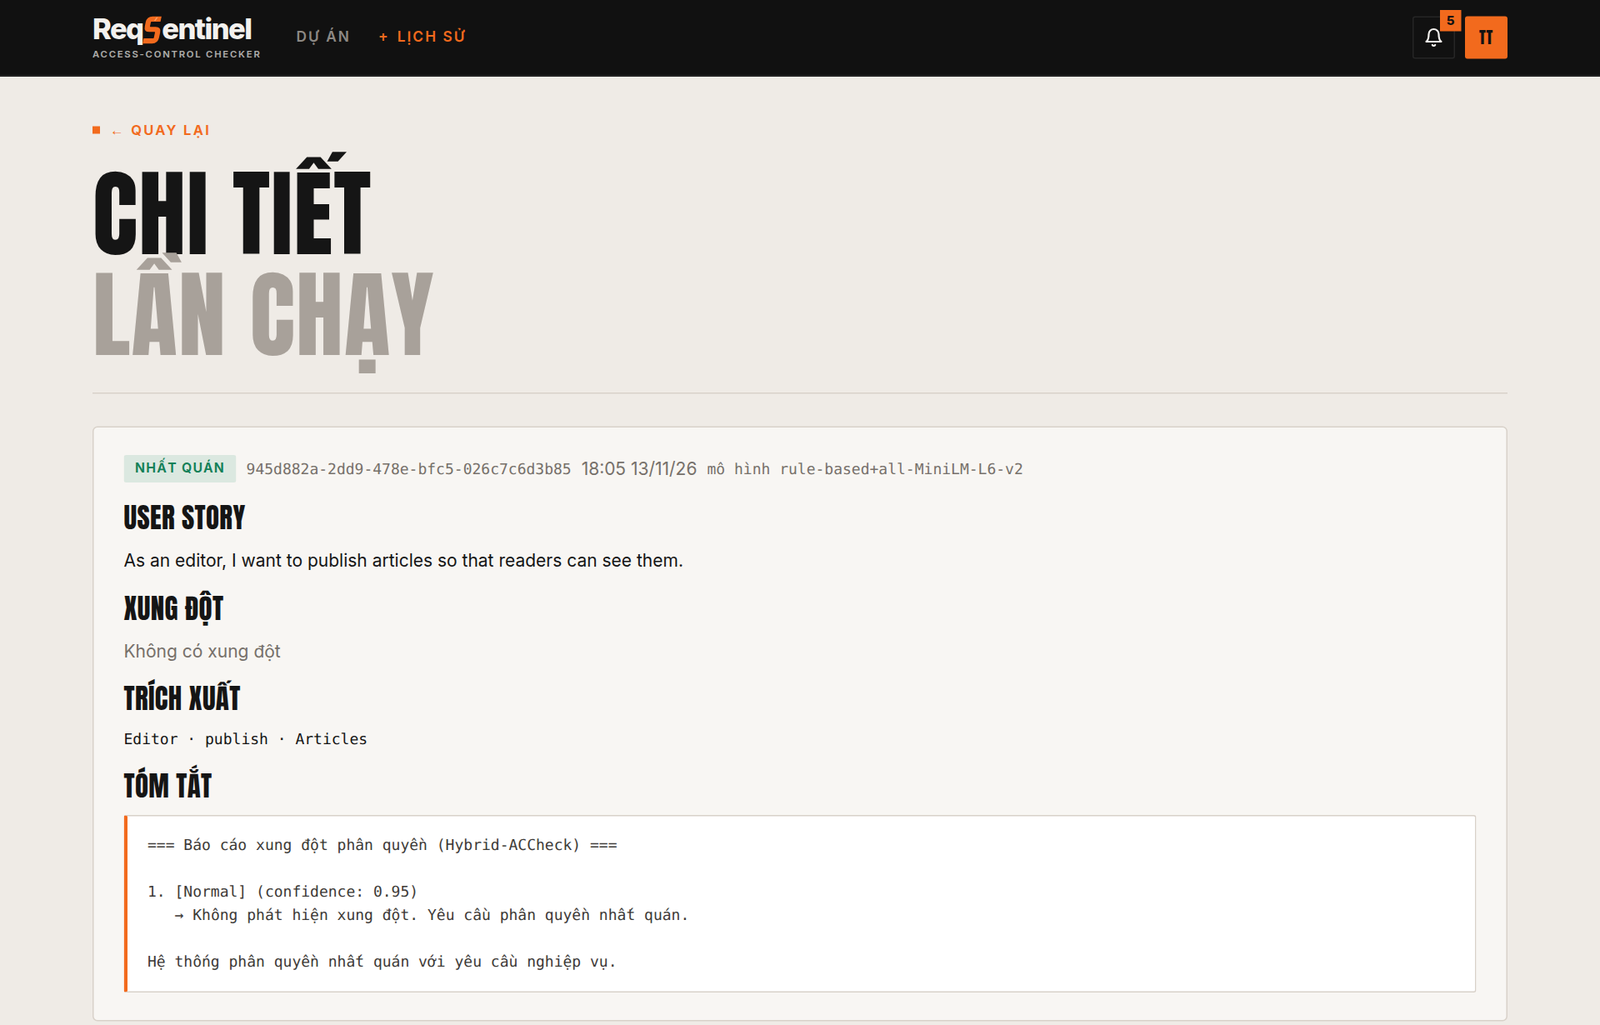 ReqSentinel
ACCESS-CONTROL CHECKER
DỰ ÁN
+ LỊCH SỬ
5
TT
← QUAY LẠI
CHI TIẾT
LẦN CHẠY
NHẤT QUÁN 945d882a-2dd9-478e-bfc5-026c7c6d3b85 18:05 13/11/26 mô hình rule-based+all-MiniLM-L6-v2
USER STORY
As an editor, I want to publish articles so that readers can see them.
XUNG ĐỘT
Không có xung đột
TRÍCH XUẤT
Editor · publish · Articles
TÓM TẮT
=== Báo cáo xung đột phân quyền (Hybrid-ACCheck) ===
1. [Normal] (confidence: 0.95)
→ Không phát hiện xung đột. Yêu cầu phân quyền nhất quán.
Hệ thống phân quyền nhất quán với yêu cầu nghiệp vụ.